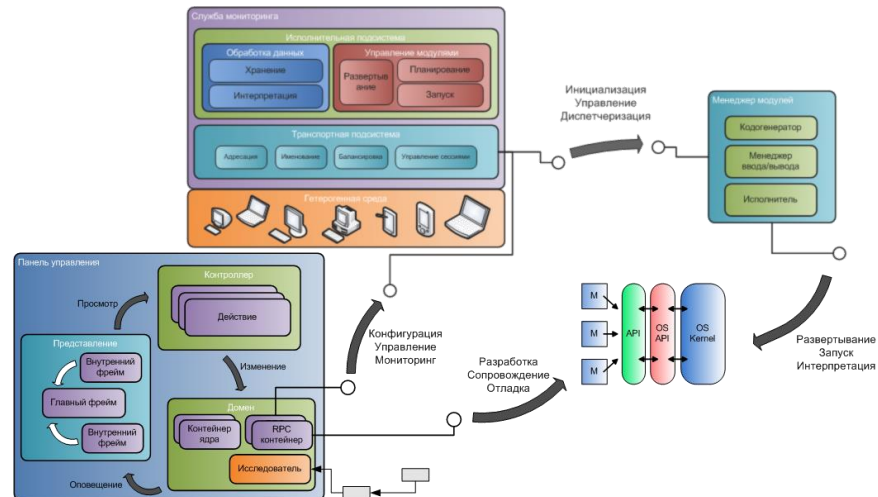 Служба мониторинга
Исполнительная подсистема
Обработка данных
Хранение
Интерпретация
Управление модулями
Развертыв
ание
Планирование
Запуск
Транспортная подсистема
Адресация
Именование
Балансировка
Управление сессиями
Гетерогенная среда
Инициализация
Управление
Диспетчеризация
Менеджер модулей
Кодогенератор
Менеджер
ввода/вывода
Исполнитель
Панель управления
Контроллер
Действие
Просмотр
Представление
Внутренний
фрейм
Главный фрейм
Внутренний
фрейм
Изменение
Домен
Контейнер
ядра
RPC
контейнер
Исследователь
Оповещение
Конфигурация
Управление
Мониторинг
Разработка
Сопровождение
Отладка
M
M
M
API
OS
API
OS
Kernel
Развертывание
Запуск
Интерпретация